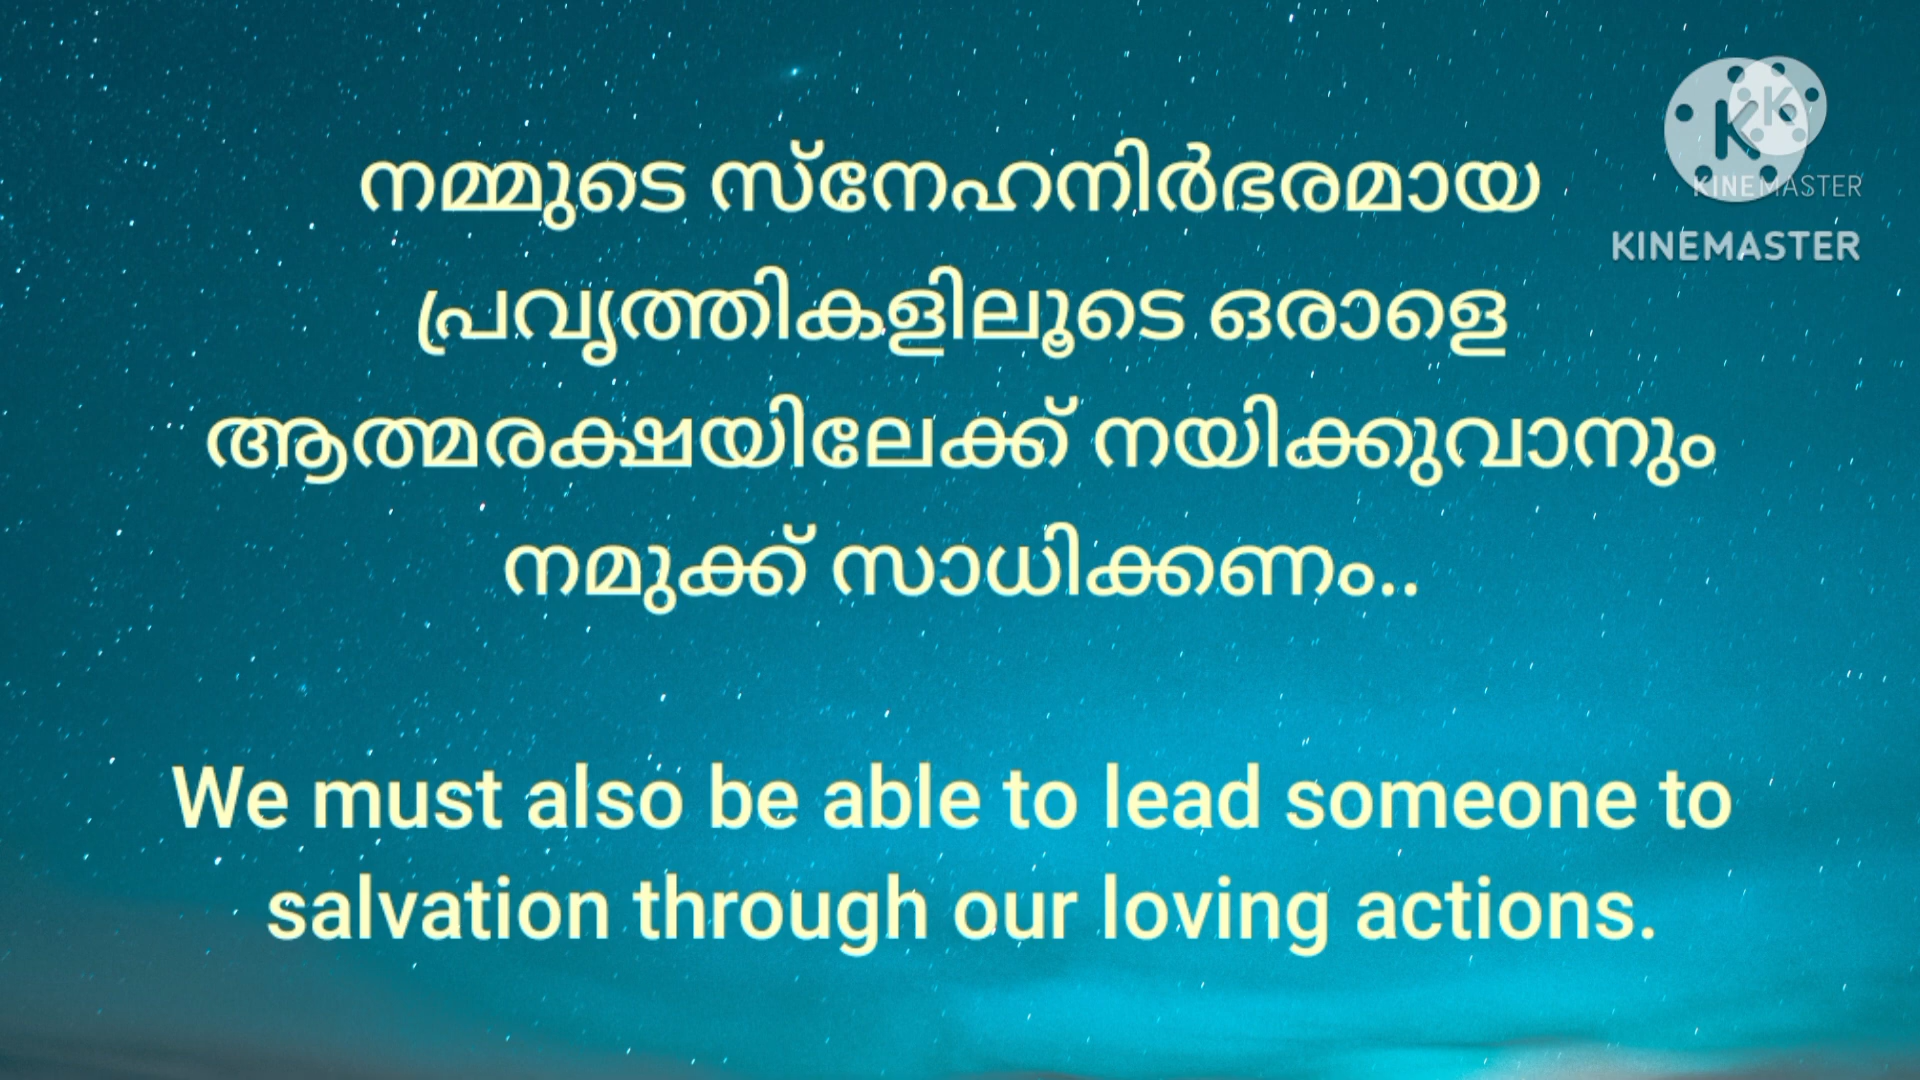 നമ്മുടെ സ്നേഹനിർഭരമായ
പ്രവൃത്തികളിലൂടെ ഒരാളെ
ആത്മരക്ഷയിലേക്ക് നയിക്കുവാനും
നമുക്ക് സാധിക്കണം..
We must also be able to lead someone to
salvation through our loving actions.
K
K
KINEMASTER
KINEMASTER